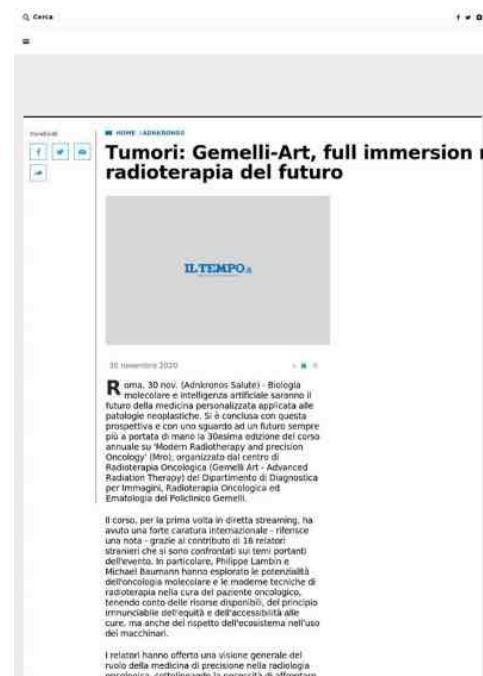 Cerca
Condividi
HOME / ADNKRONOS
Tumori: Gemelli-Art, full immersion
radioterapia del futuro
IL TEMPO.it
30 novembre 2020
Roma, 30 nov. (Adnkronos Salute) - Biologia
molecolare e intelligenza artificiale saranno il
futuro della medicina personalizzata applicata alle
patologie neoplastiche. Si è conclusa con questa
prospettiva e con uno sguardo ad un futuro sempre
più a portata di mano la 30esima edizione del corso
annuale su 'Modern Radiotherapy and precision
Oncology' (Mro), organizzato dal centro di
Radioterapia Oncologica (Gemelli Art - Advanced
Radiation Therapy) del Dipartimento di Diagnostica
per Immagini, Radioterapia Oncologica ed
Ematologia del Policlinico Gemelli.
Il corso, per la prima volta in diretta streaming, ha
avuto una forte caratura internazionale - riferisce
una nota - grazie al contributo di 16 relatori
stranieri che si sono confrontati sui temi portanti
dell'evento. In particolare, Philippe Lambin e
Michael Baumann hanno esplorato le potenzialità
dell'oncologia molecolare e le moderne tecniche di
radioterapia nella cura del paziente oncologico,
tenendo conto delle risorse disponibili, del principio
irrinunciabile dell'equità e dell'accessibilità alle
cure, ma anche del rispetto dell'ecosistema nell'uso
dei macchinari.
I relatori hanno offerto una visione generale del
ruolo della medicina di precisione nella radiologia
oncologica, sottolineando la necessità di affrontare